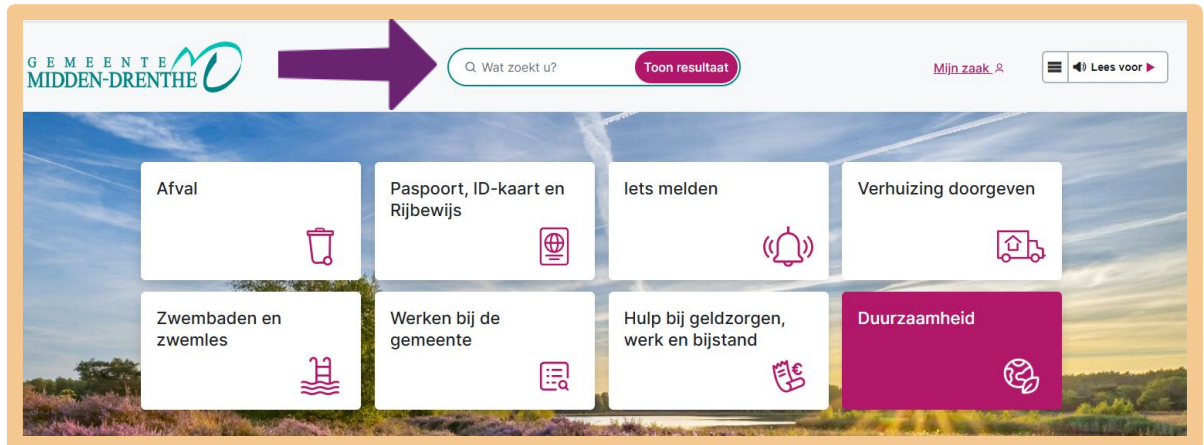 GEMEENTE
MIDDEN-DRENTHE
Wat zoekt u?
Toon resultaat
Mijn zaak
Lees voor
Afval
Paspoort, ID-kaart en
Rijbewijs
Iets melden
Verhuizing doorgeven
Zwembaden en
zwemles
Werken bij de
gemeente
Hulp bij geldzorgen,
werk en bijstand
Duurzaamheid